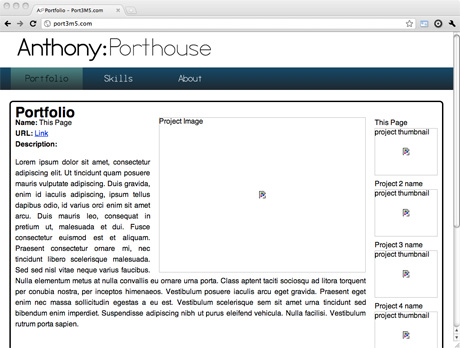 Portfolio - Port3M5.com
port3m5.com
Anthony:Porthouse
Portfolio Skills About
Portfolio
Name: This Page
URL: Link
Description:
Lorem ipsum dolor sit amet, consectetur
adipiscing elit. Ut tincidunt quam posuere
mauris vulputate adipiscing. Duis gravida,
enim id iaculis adipiscing, ipsum tellus
dapibus odio, id varius orci enim sit amet
arcu. Duis mauris leo, consequat in
pretium ut, malesuada et dui. Fusce
consectetur euismod est et aliquam.
Praesent consectetur ornare mi, nec
tincidunt libero scelerisque malesuada.
Sed sed nisl vitae neque varius faucibus.
Nulla elementum metus at nulla convallis eu ornare urna porta. Class aptent taciti sociosqu ad litora torquent
per conubia nostra, per inceptos himenaeos. Vestibulum posuere iaculis arcu eget gravida. Praesent eget
enim nec massa sollicitudin egestas a eu est. Vestibulum scelerisque sem sit amet urna tincidunt sed
bibendum enim imperdiet. Suspendisse adipiscing nibh ut purus eleifend vehicula. Nulla facilisi. Vestibulum
rutrum porta sapien.
Project Image
This Page
project thumbnail
Project 2 name
project thumbnail
Project 3 name
project thumbnail
Project 4 name
project thumbnail